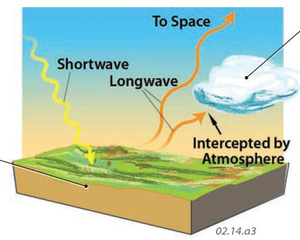 To Space
Shortwave
Longwave
Intercepted by
Atmosphere
02.14.a3